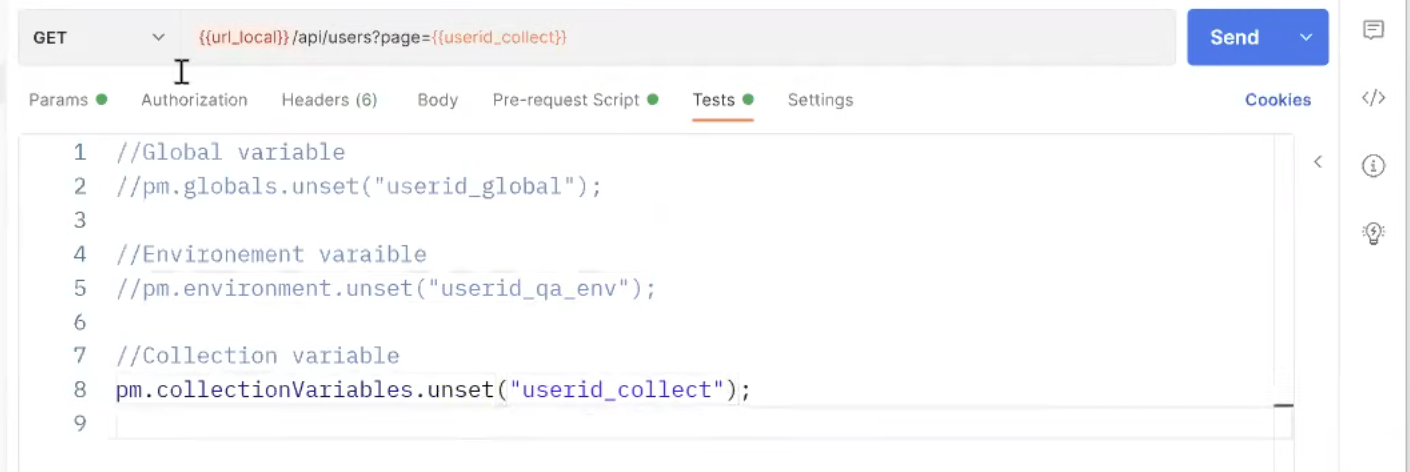 GET {{url_local}}/api/users?page={{userid_collect}} Send
Params Authorization Headers (6) Body Pre-request Script Tests Settings Cookies
1 //Global variable
2 //pm.globals.unset("userid_global");
3
4 //Environement varaible
5 //pm.environment.unset("userid_qa_env");
6
7 //Collection variable
8 pm.collectionVariables.unset("userid_collect");
9